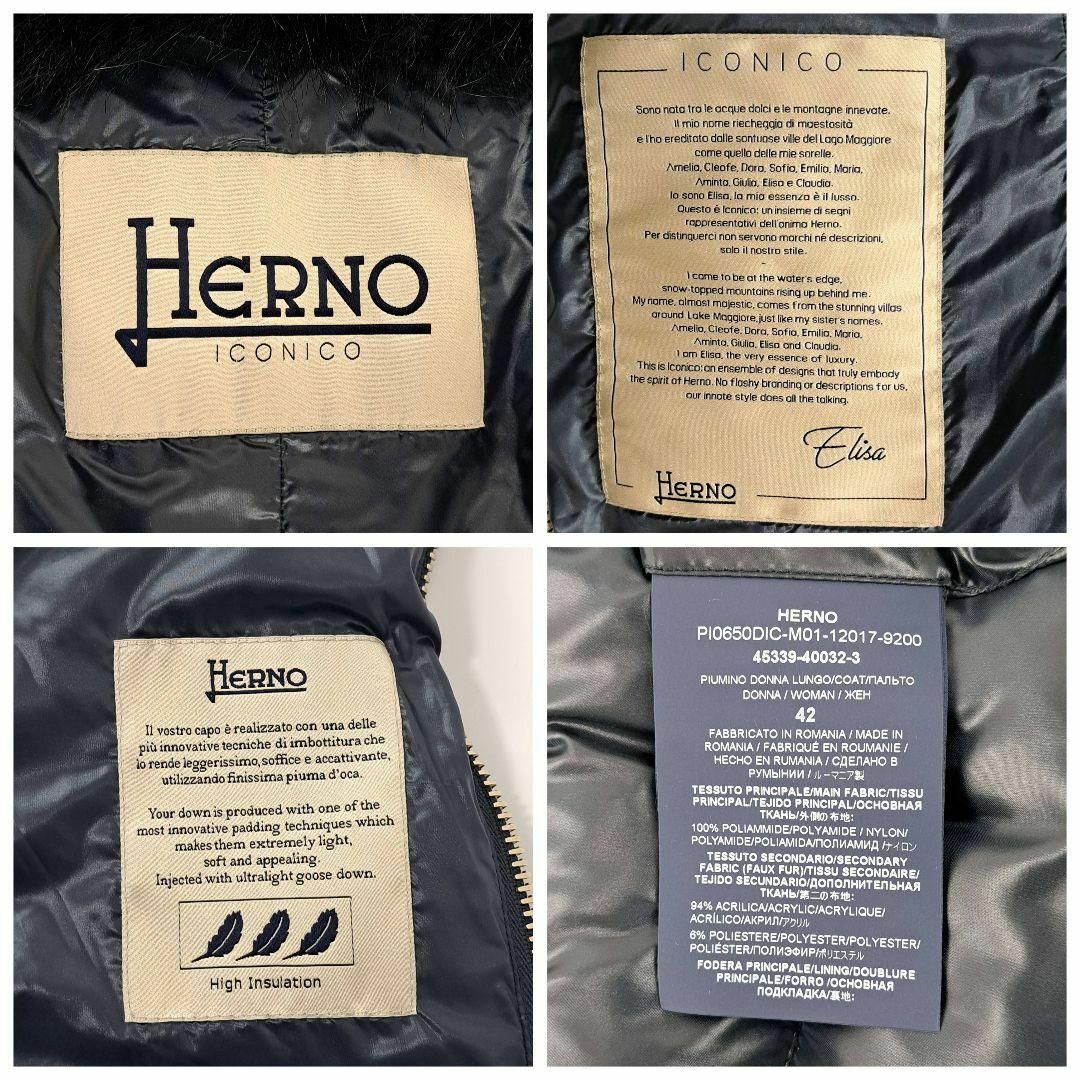 HERNO
ICONICO
ICONICO
Sono nata tra le acque dolci e le montagne innevate.
Il mio nome riecheggia di maestosità
e l'ho ereditato dalle sontuose ville del Lago Maggiore
come quello delle mie sorelle.
Amelia, Cleofe, Dora, Sofia, Emilia, Maria,
Aminta, Giulia, Elisa e Claudia.
Io sono Elisa, la mia essenza è il lusso.
Questo è Iconico: un insieme di segni
rappresentativi dell'anima Herno.
Per distinguerci non servono marchi né descrizioni,
solo il nostro stile.
-
I came to be at the water's edge,
snow-topped mountains rising up behind me.
My name, almost majestic, comes from the stunning villas
around Lake Maggiore, just like my sister's names.
Amelia, Cleofe, Dora, Sofia, Emilia, Maria,
Aminta, Giulia, Elisa and Claudia.
I am Elisa, the very essence of luxury.
This is Iconico: an ensemble of designs that truly embody
the spirit of Herno. No flashy branding or descriptions for us,
our innate style does all the talking.
Elisa
HERNO
HERNO
Il vostro capo è realizzato con una delle
più innovative tecniche di imbottitura che
lo rende leggerissimo, soffice e accattivante,
utilizzando finissima piuma d'oca.
Your down is produced with one of the
most innovative padding techniques which
makes them extremely light,
soft and appealing.
Injected with ultralight goose down.
High Insulation
HERNO
PI0650DIC-M01-12017-9200
45339-40032-3
PIUMINO DONNA LUNGO/COAT/ПАЛЬТО
DONNA / WOMAN / ЖЕН
42
FABBRICATO IN ROMANIA / MADE IN
ROMANIA / FABRIQUÉ EN ROUMANIE /
HECHO EN RUMANIA / СДЕЛАНО В
РУМЫНИИ / ルーマニア製
TESSUTO PRINCIPALE/MAIN FABRIC/TISSU
PRINCIPAL/TEJIDO PRINCIPAL/ОСНОВНАЯ
ТКАНЬ/外側の布地:
100% POLIAMMIDE/POLYAMIDE / NYLON/
POLYAMIDE/POLIAMIDA/ПОЛИАМИД /ナイロン
TESSUTO SECONDARIO/SECONDARY
FABRIC (FAUX FUR)/TISSU SECONDAIRE/
TEJIDO SECUNDARIO/ДОПОЛНИТЕЛЬНАЯ
ТКАНЬ/第二の布地:
94% ACRILICA/ACRYLIC/ACRYLIQUE/
ACRÍLICO/АКРИЛ/アクリル
6% POLIESTERE/POLYESTER/POLYESTER/
POLIÉSTER/ПОЛИЭФИР/ポリエステル
FODERA PRINCIPALE/LINING/DOUBLURE
PRINCIPALE/FORRO /ОСНОВНАЯ
ПОДКЛАДКА/裏地: